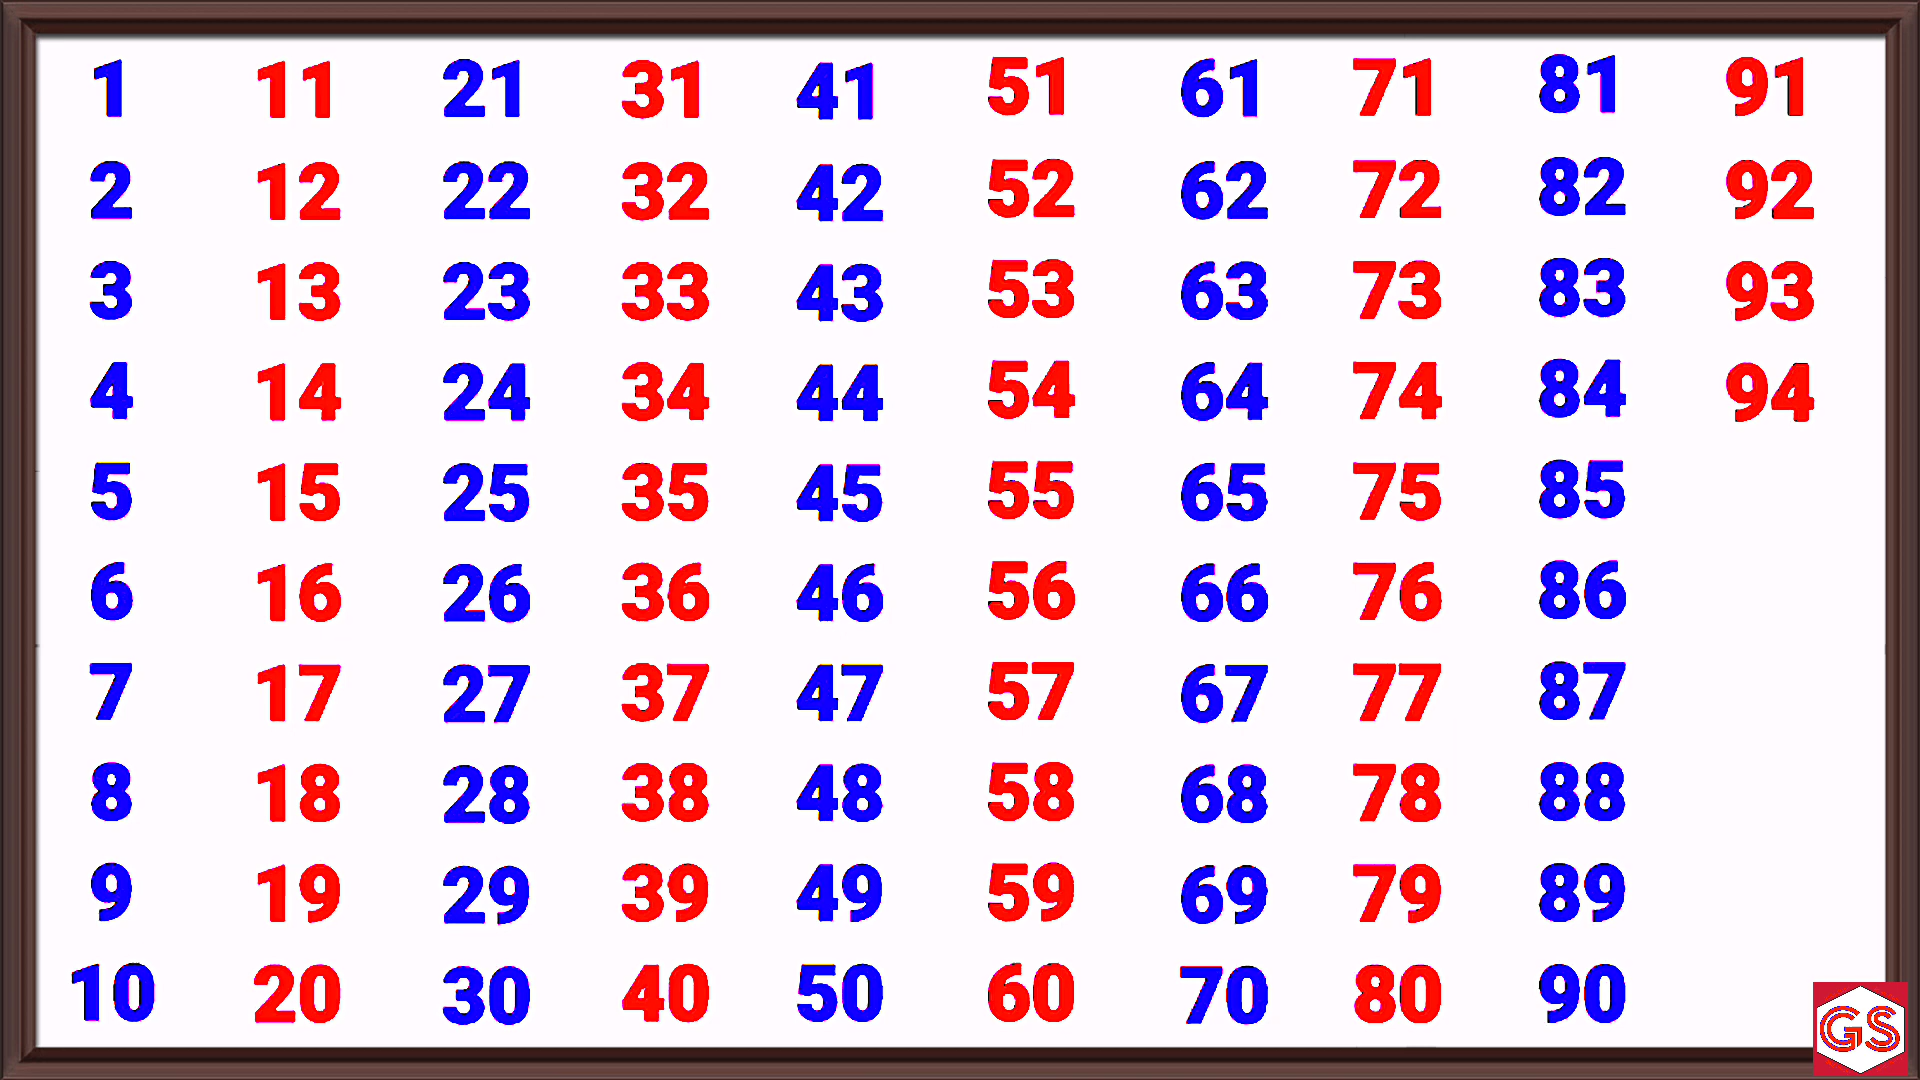 1 11 21 31 41 51 61 71 81 91
2 12 22 32 42 52 62 72 82 92
3 13 23 33 43 53 63 73 83 93
4 14 24 34 44 54 64 74 84 94
5 15 25 35 45 55 65 75 85
6 16 26 36 46 56 66 76 86
7 17 27 37 47 57 67 77 87
8 18 28 38 48 58 68 78 88
9 19 29 39 49 59 69 79 89
10 20 30 40 50 60 70 80 90
GS